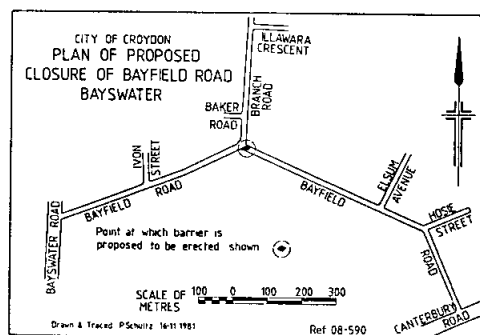 CITY OF CROYDON
PLAN OF PROPOSED
CLOSURE OF BAYFIELD ROAD
BAYSWATER
ILLAWARA
CRESCENT
BAKER
ROAD
BRANCH
ROAD
IVON
STREET
BAYFIELD ROAD
BAYSWATER ROAD
BAYFIELD
ROAD
ELSUM
AVENUE
HOSIE
STREET
CANTERBURY
ROAD
Point at which barrier is
proposed to be erected shown
SCALE OF
METRES
100 0 100 200 300
Drawn & Traced P.Schultz 16-11-1981
Ref 08-590